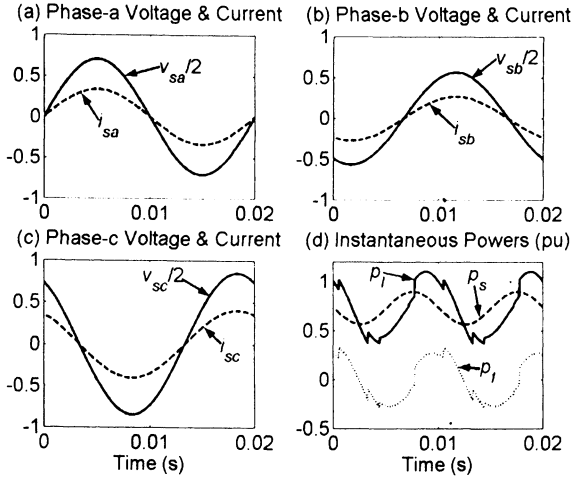 (a) Phase-a Voltage & Current
1
0.5
0
-0.5
-1
v_sa/2
i_sa
0
0.01
0.02
(b) Phase-b Voltage & Current
1
0.5
0
-0.5
-1
v_sb/2
i_sb
0
0.01
0.02
(c) Phase-c Voltage & Current
1
0.5
0
-0.5
-1
v_sc/2
i_sc
0
0.01
0.02
Time (s)
(d) Instantaneous Powers (pu)
1
0.5
0
-0.5
p_l
p_s
p_f
0
0.01
0.02
Time (s)